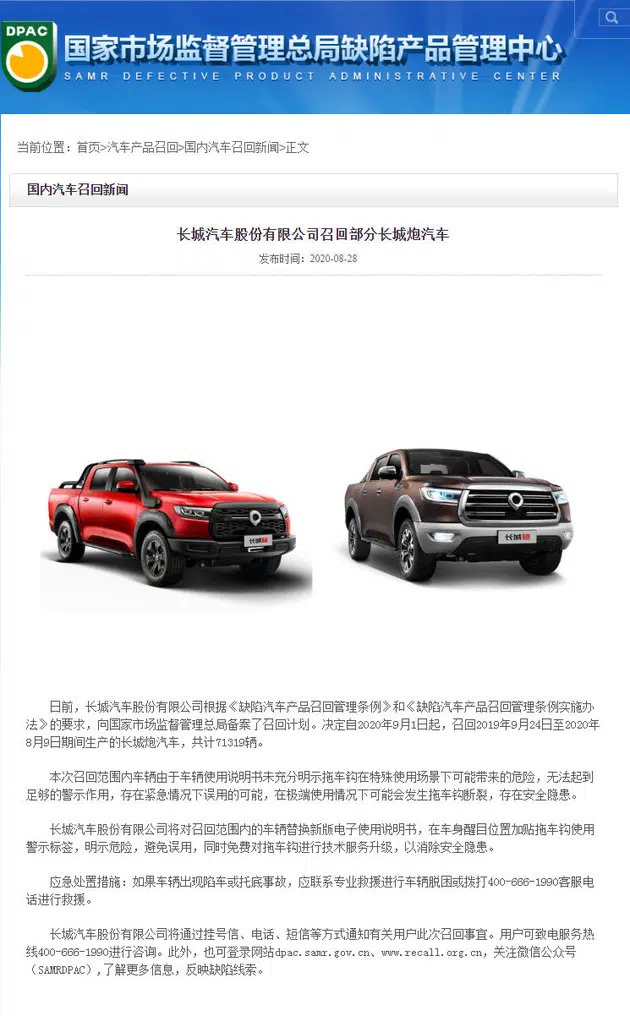 DPAC
国家市场监督管理总局缺陷产品管理中心
SAMR DEFECTIVE PRODUCT ADMINISTRATIVE CENTER
当前位置：首页>汽车产品召回>国内汽车召回新闻>正文
国内汽车召回新闻
长城汽车股份有限公司召回部分长城炮汽车
发布时间：2020-08-28
长城炮
长城炮
日前，长城汽车股份有限公司根据《缺陷汽车产品召回管理条例》和《缺陷汽车产品召回管理条例实施办
法》的要求，向国家市场监督管理总局备案了召回计划。决定自2020年9月1日起，召回2019年9月24日至2020年
8月9日期间生产的长城炮汽车，共计71319辆。
本次召回范围内车辆由于车辆使用说明书未充分明示拖车钩在特殊使用场景下可能带来的危险，无法起到
足够的警示作用，存在紧急情况下误用的可能，在极端使用情况下可能会发生拖车钩断裂，存在安全隐患。
长城汽车股份有限公司将对召回范围内的车辆替换新版电子使用说明书，在车身醒目位置加贴拖车钩使用
警示标签，明示危险，避免误用，同时免费对拖车钩进行技术服务升级，以消除安全隐患。
应急处置措施：如果车辆出现陷车或托底事故，应联系专业救援进行车辆脱困或拨打400-666-1990客服电
话进行救援。
长城汽车股份有限公司将通过挂号信、电话、短信等方式通知有关用户此次召回事宜。用户可致电服务热
线400-666-1990进行咨询。此外，也可登录网站dpac.samr.gov.cn、www.recall.org.cn，关注微信公众号
（SAMRDPAC）,了解更多信息，反映缺陷线索。